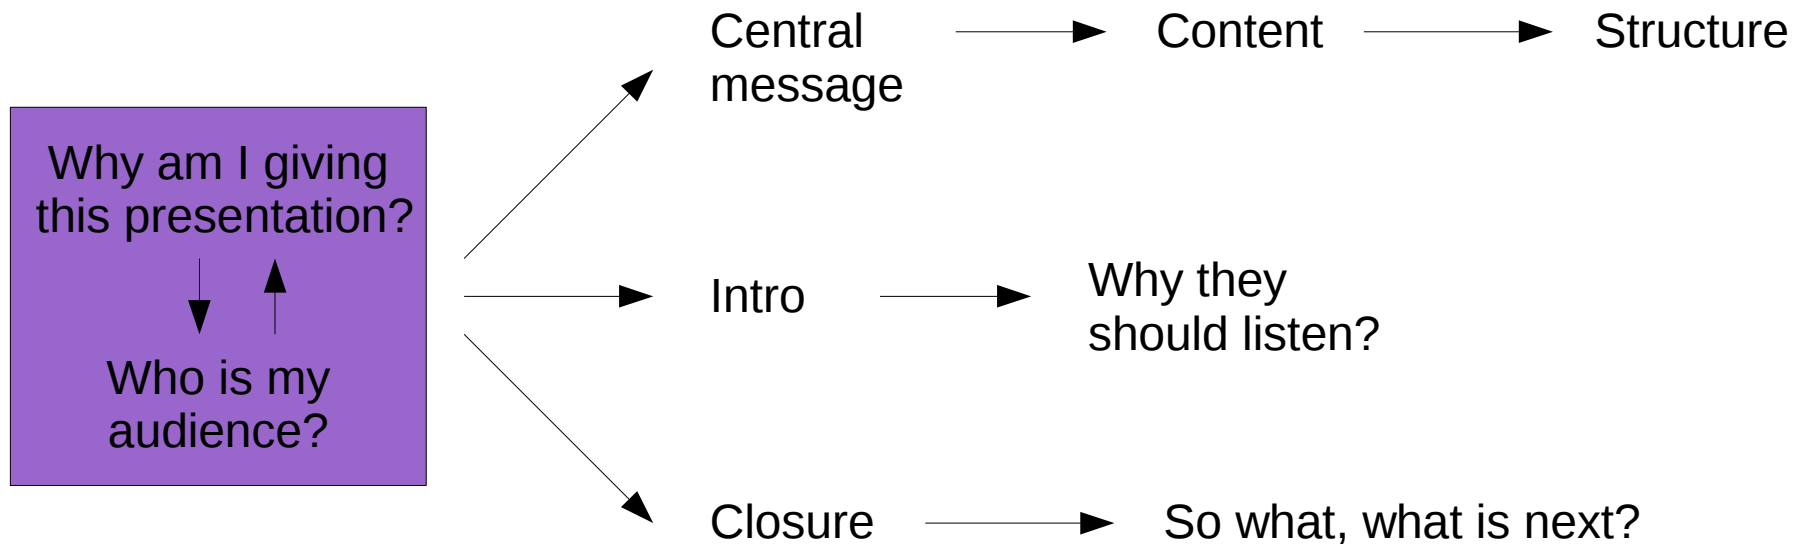 Why am I giving
this presentation?
Who is my
audience?
Central
message
Content
Structure
Intro
Why they
should listen?
Closure
So what, what is next?